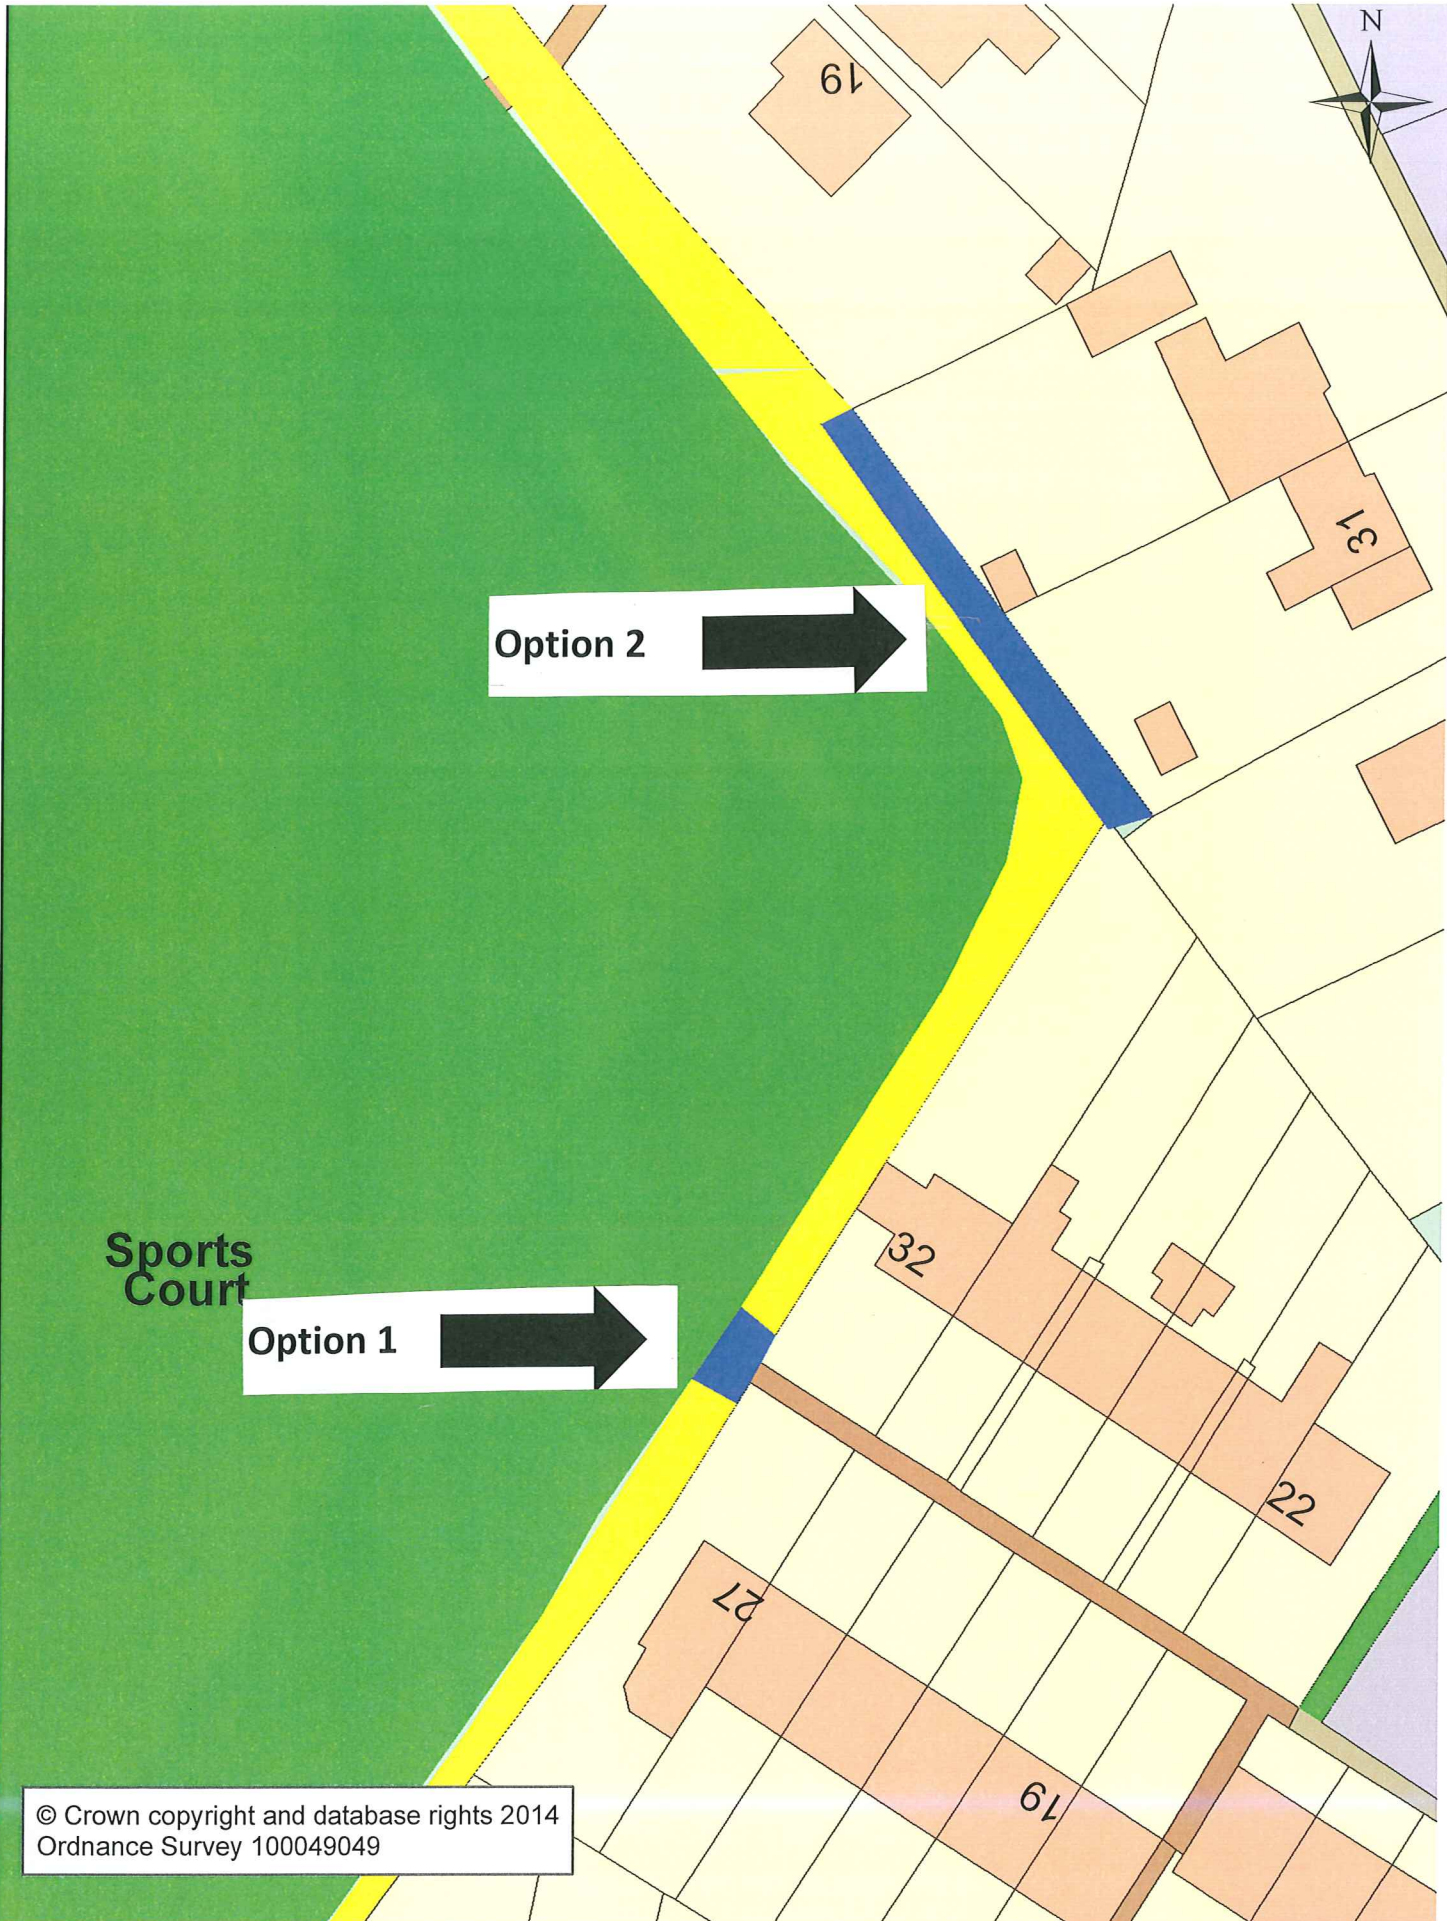 N
19
31
Option 2
Sports
Court
32
Option 1
22
27
19
© Crown copyright and database rights 2014
Ordnance Survey 100049049